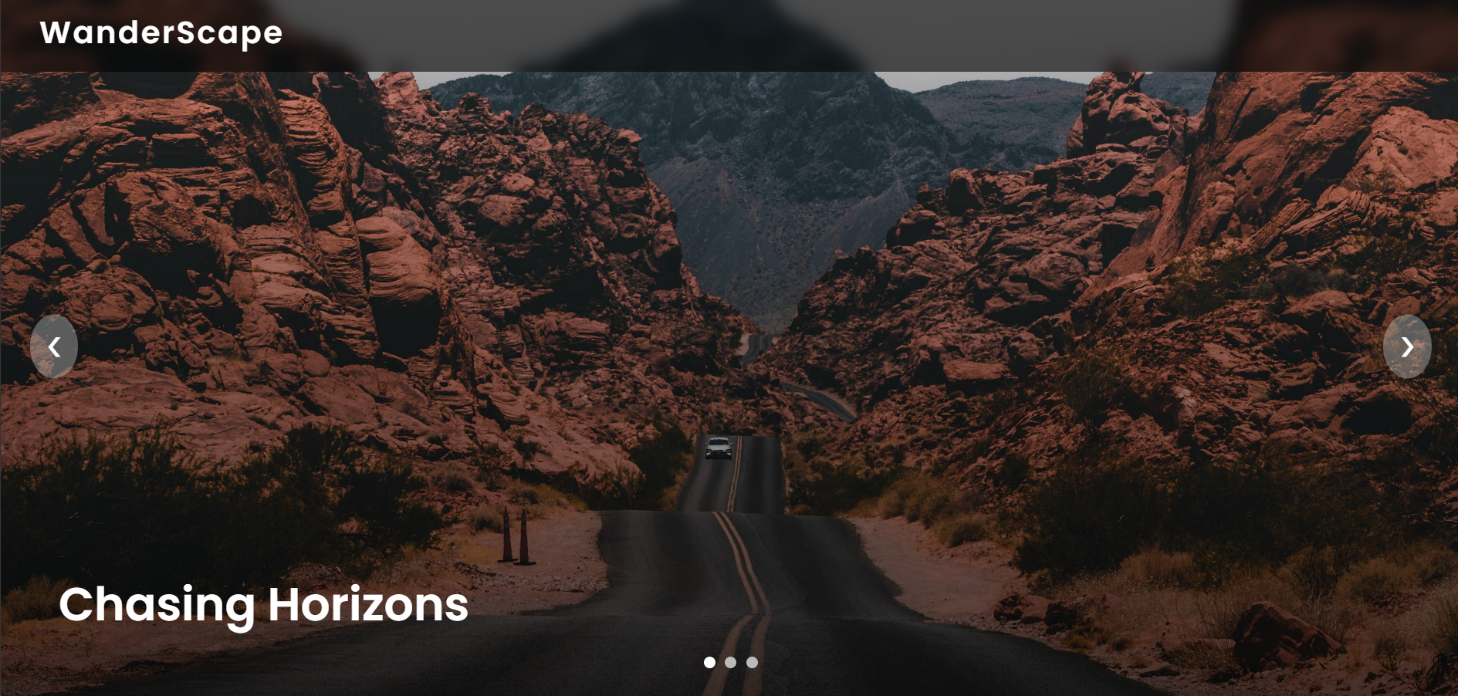 WanderScape
❮
❯
Chasing Horizons